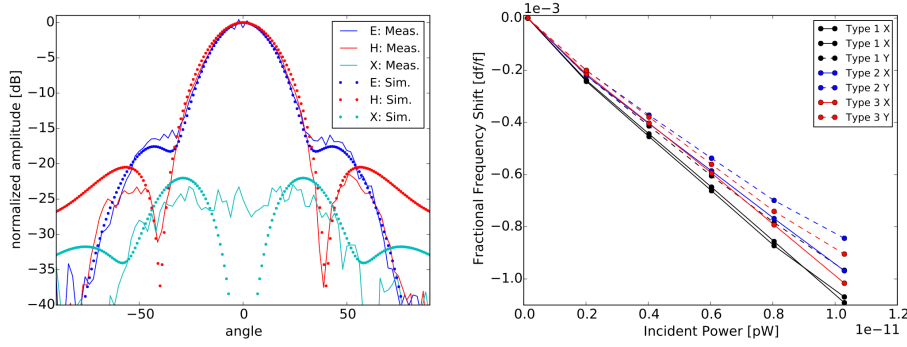 normalized amplitude [dB]
0
−5
−10
−15
−20
−25
−30
−35
−40
−50
0
50
angle
E: Meas.
H: Meas.
X: Meas.
E: Sim.
H: Sim.
X: Sim.
1e−3
Fractional Frequency Shift [df/f]
0.0
−0.2
−0.4
−0.6
−0.8
−1.0
0.0
0.2
0.4
0.6
0.8
1.0
1.2
1e−11
Incident Power [pW]
Type 1 X
Type 1 X
Type 1 Y
Type 2 X
Type 2 Y
Type 3 X
Type 3 Y